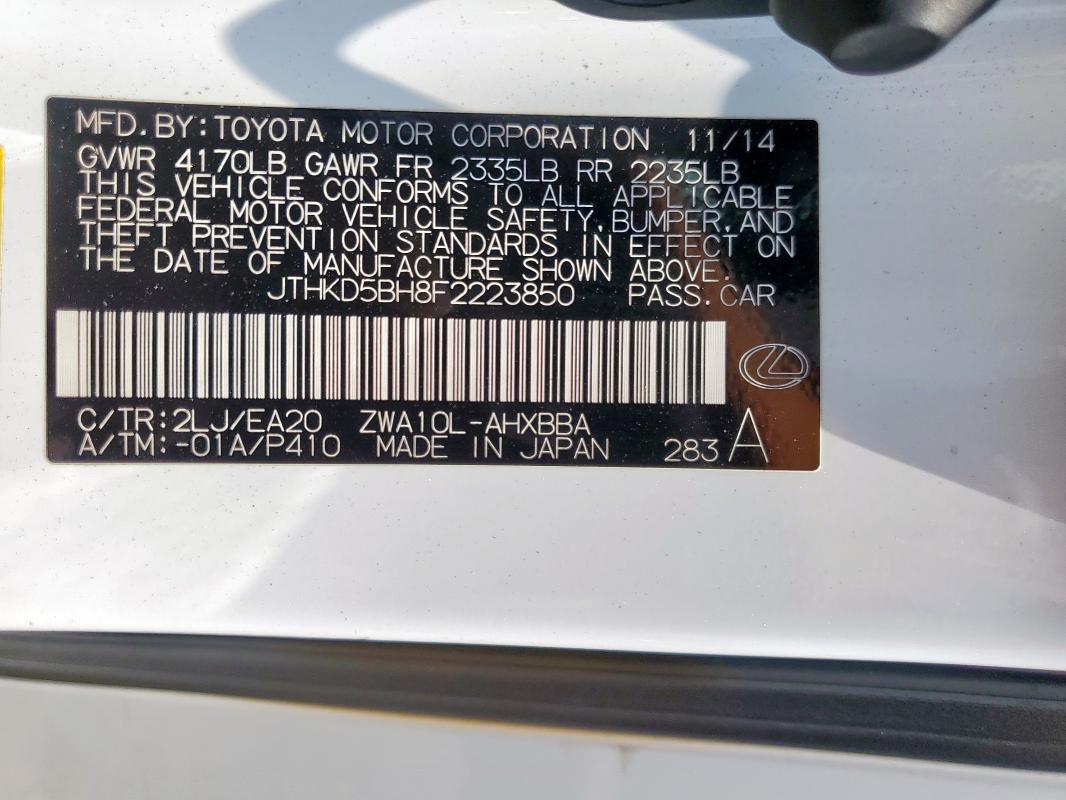 MFD.BY:TOYOTA MOTOR CORPORATION 11/14
GVWR 4170LB GAWR FR 2335LB RR 2235LB
THIS VEHICLE CONFORMS TO ALL APPLICABLE
FEDERAL MOTOR VEHICLE SAFETY,BUMPER,AND
THEFT PREVENTION STANDARDS IN EFFECT ON
THE DATE OF MANUFACTURE SHOWN ABOVE.
JTHKD5BH8F2223850 PASS.CAR
C/TR:2LJ/EA20 ZWA10L-AHXBBA
A/TM:-01A/P410 MADE IN JAPAN 283 A